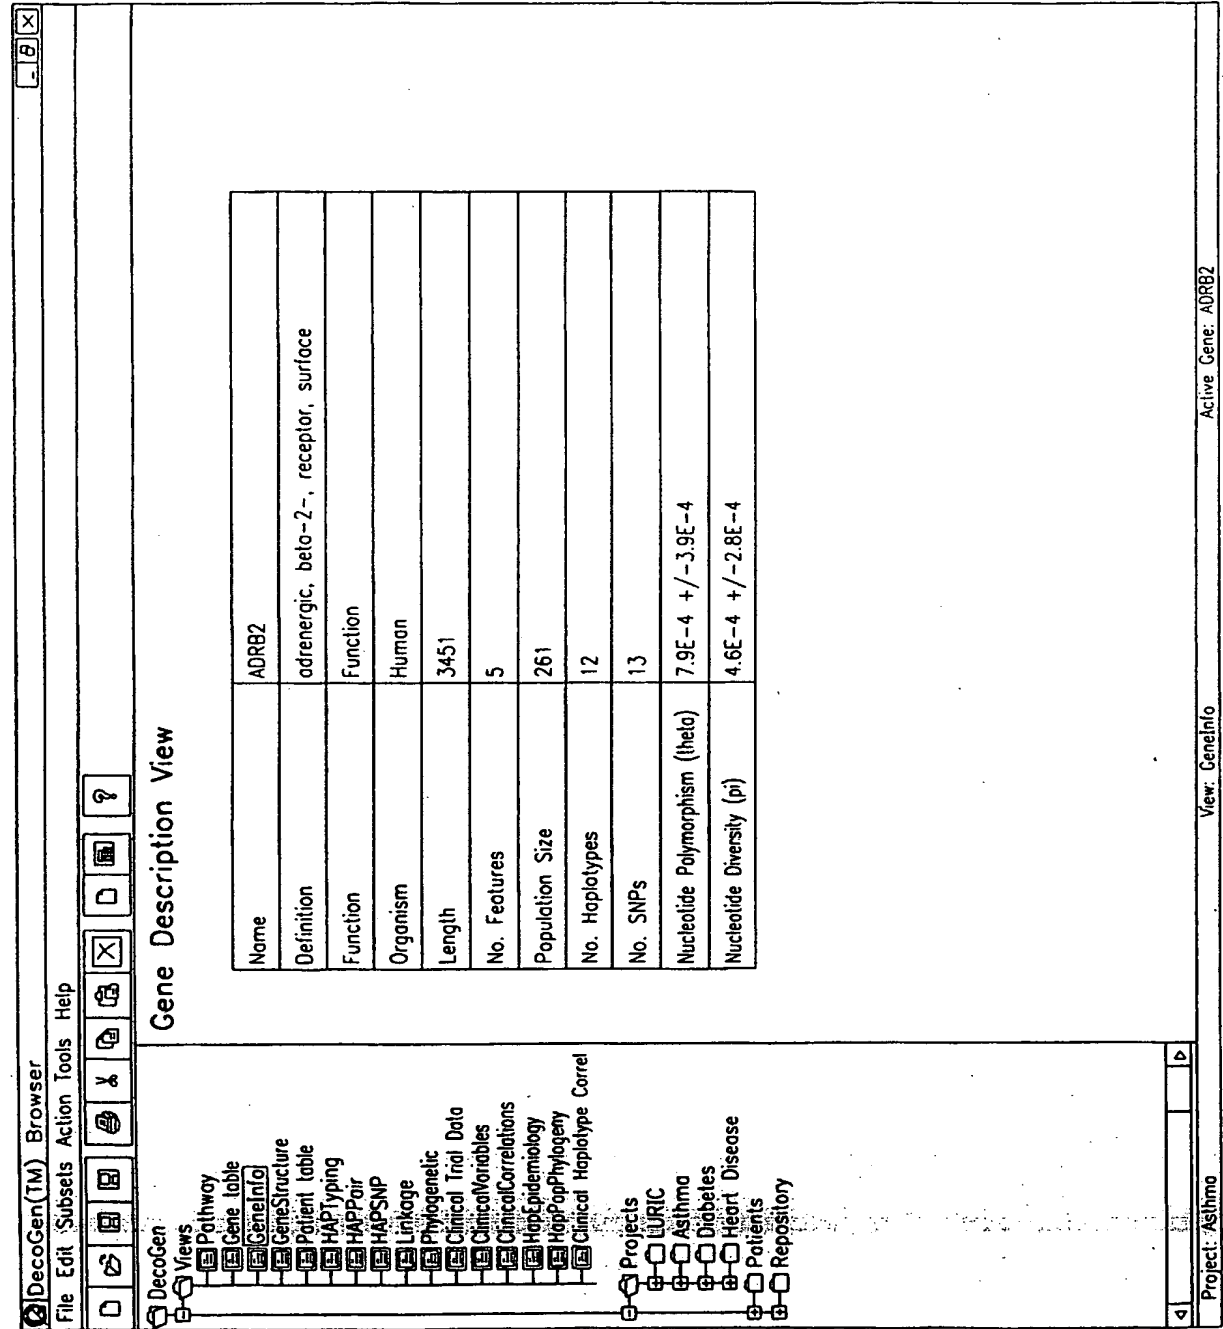 DecoGen(TM) Browser
File Edit Subsets Action Tools Help
DecoGen
Views
Pathway
Gene table
GeneInfo
GeneStructure
Patient table
HAPTyping
HAPPair
HAPSNP
Linkage
Phylogenetic
Clinical Trial Data
ClinicalVariables
ClinicalCorrelations
HapEpidemiology
HapPapPhylogeny
Clinical Haplotype Correl
Projects
LURIC
Asthma
Diabetes
Heart Disease
Patients
Repository
Gene Description View
Name ADRB2
Definition adrenergic, beta-2-, receptor, surface
Function Function
Organism Human
Length 3451
No. Features 5
Population Size 261
No. Haplotypes 12
No. SNPs 13
Nucleotide Polymorphism (theta) 7.9E-4 +/-3.9E-4
Nucleotide Diversity (pi) 4.6E-4 +/-2.8E-4
Project: Asthma View: GeneInfo Active Gene: ADRB2